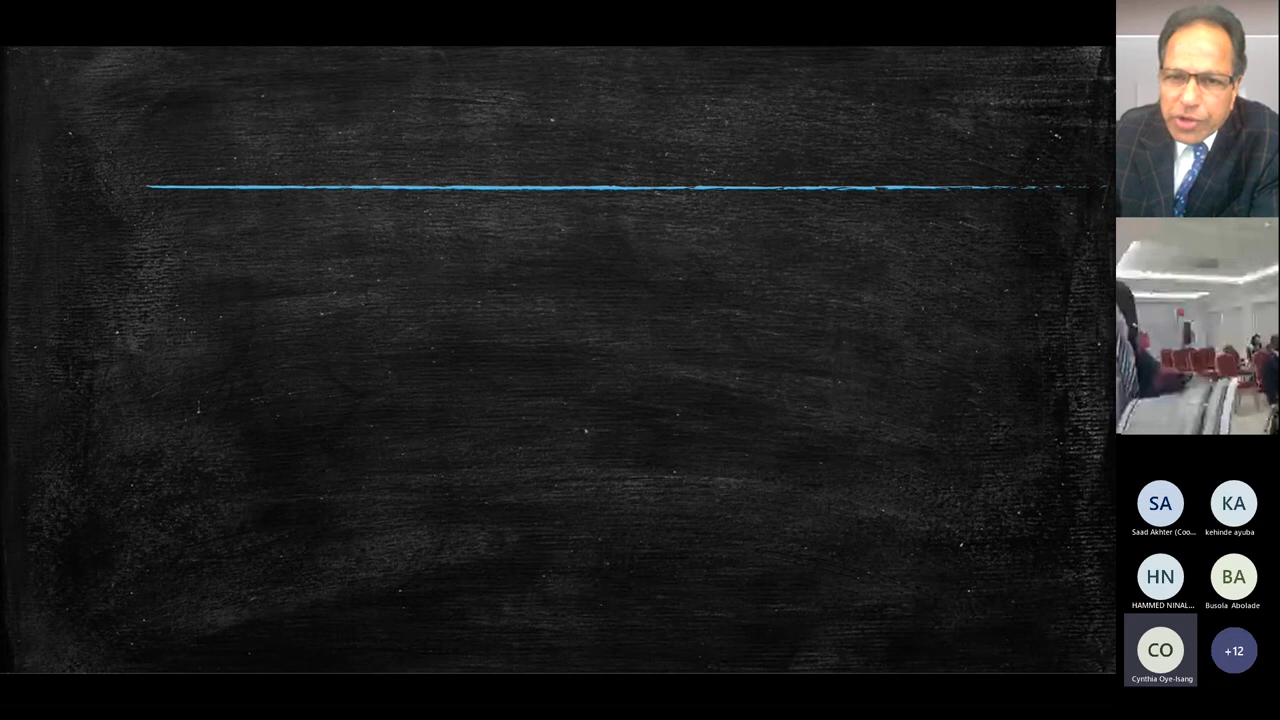 SA
KA
Saad Akhter (Coo...
kehinde ayuba
HN
BA
HAMMED NINAL...
Busola Abolade
CO
+12
Cynthia Oye-Isang